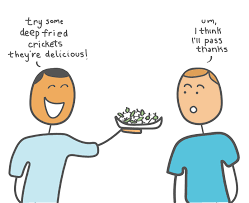 try some
deep fried
crickets
they're delicious!
um,
I think
I'll pass
thanks